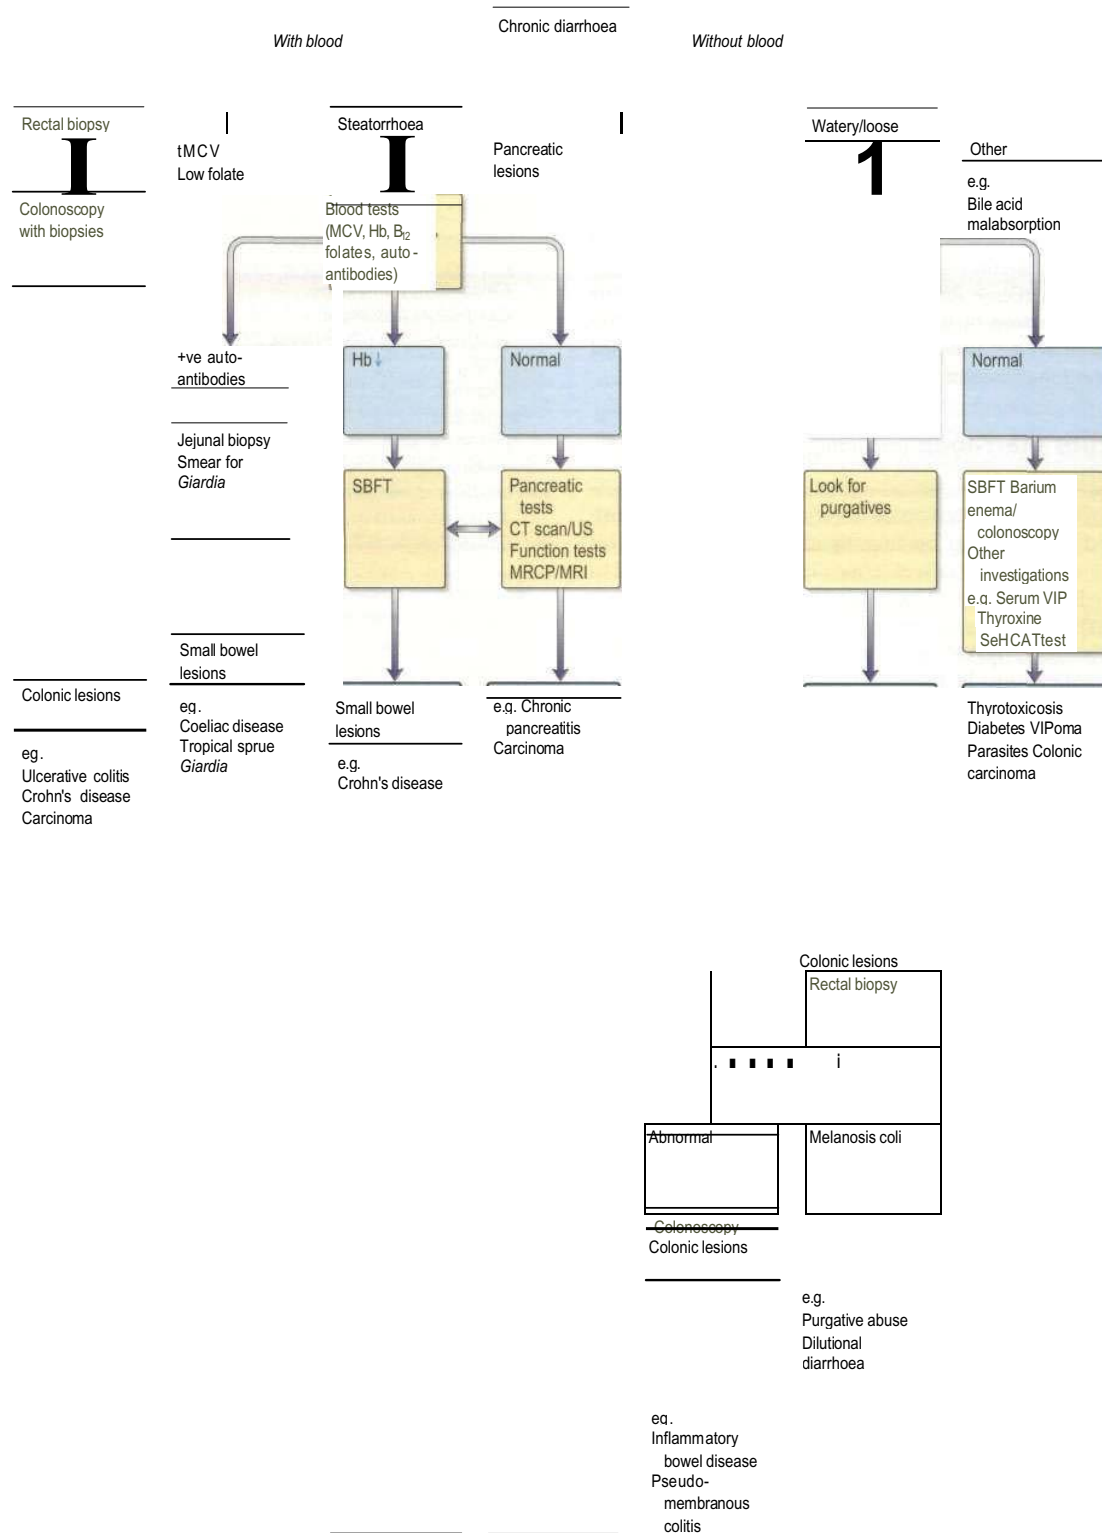 Chronic diarrhoea
With blood
Without blood
Rectal biopsy
Colonoscopy
with biopsies
Colonic lesions
eg.
Ulcerative colitis
Crohn's disease
Carcinoma
tMCV
Low folate
+ve auto-
antibodies
Jejunal biopsy
Smear for
Giardia
Small bowel
lesions
eg.
Coeliac disease
Tropical sprue
Giardia
Steatorrhoea
Blood tests
(MCV, Hb, B12
folates, auto-
antibodies)
Hb↓
SBFT
Small bowel
lesions
e.g.
Crohn's disease
Pancreatic
lesions
Normal
Pancreatic
tests
CT scan/US
Function tests
MRCP/MRI
e.g. Chronic
pancreatitis
Carcinoma
Watery/loose
1
Look for
purgatives
Other
e.g.
Bile acid
malabsorption
Normal
SBFT Barium
enema/
colonoscopy
Other
investigations
e.g. Serum VIP
Thyroxine
SeHCATtest
Thyrotoxicosis
Diabetes VIPoma
Parasites Colonic
carcinoma
Colonic lesions
Rectal biopsy
. ∎ ∎ ∎ ∎ i
Abnormal
Melanosis coli
Colonoscopy
Colonic lesions
e.g.
Purgative abuse
Dilutional
diarrhoea
eg.
Inflammatory
bowel disease
Pseudo-
membranous
colitis